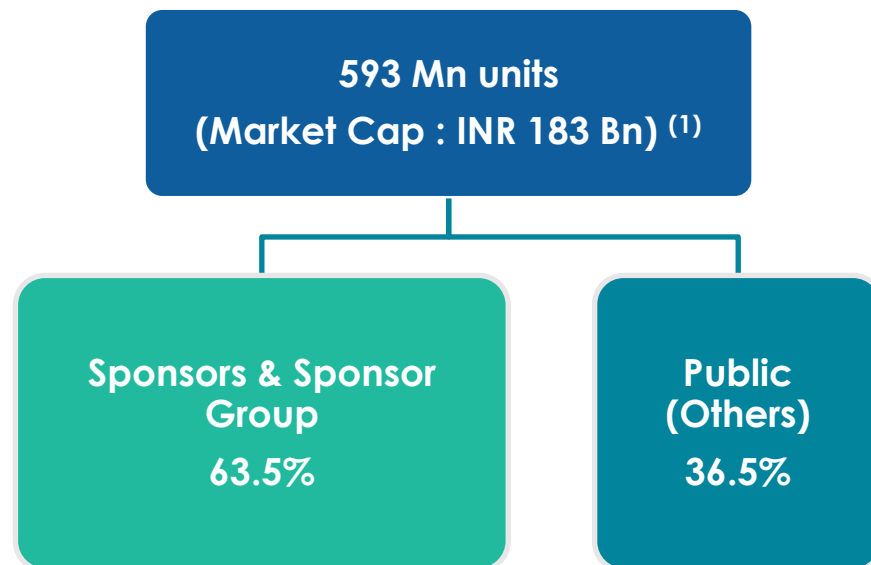 593 Mn units
(Market Cap : INR 183 Bn) (1)
Sponsors & Sponsor
Group
63.5%
Public
(Others)
36.5%